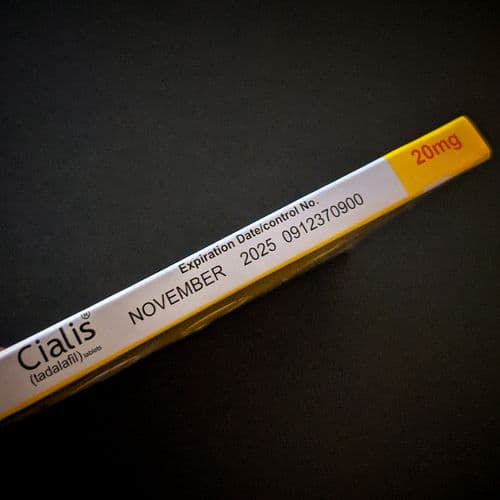 Cialis®
(tadalafil) tablets
Expiration Date/control No.
NOVEMBER 2025 0912370900
20mg